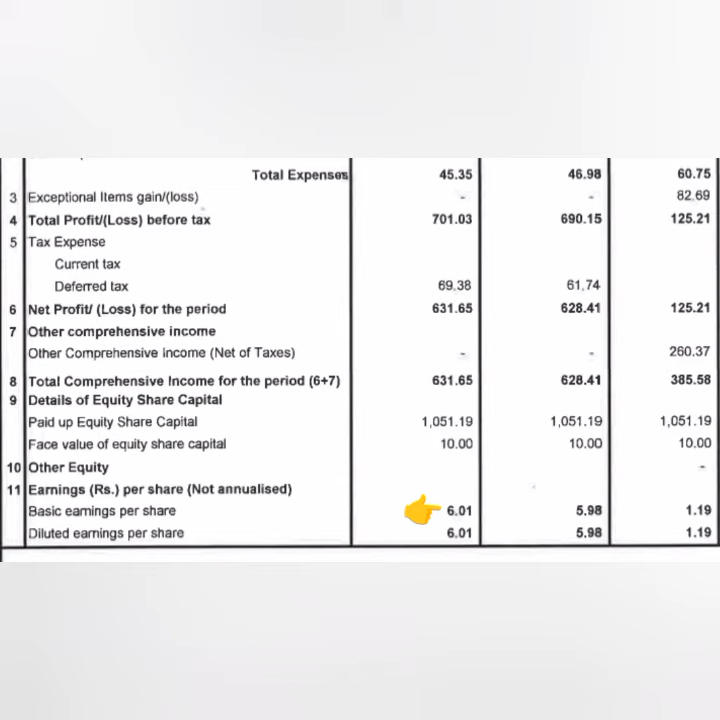 Total Expenses 45.35 46.98 60.75
3 Exceptional Items gain/(loss) - - 82.69
4 Total Profit/(Loss) before tax 701.03 690.15 125.21
5 Tax Expense
Current tax
Deferred tax 69.38 61.74
6 Net Profit/ (Loss) for the period 631.65 628.41 125.21
7 Other comprehensive income
Other Comprehensive income (Net of Taxes) - - 260.37
8 Total Comprehensive Income for the period (6+7) 631.65 628.41 385.58
9 Details of Equity Share Capital
Paid up Equity Share Capital 1,051.19 1,051.19 1,051.19
Face value of equity share capital 10.00 10.00 10.00
10 Other Equity -
11 Earnings (Rs.) per share (Not annualised)
Basic earnings per share 6.01 5.98 1.19
Diluted earnings per share 6.01 5.98 1.19